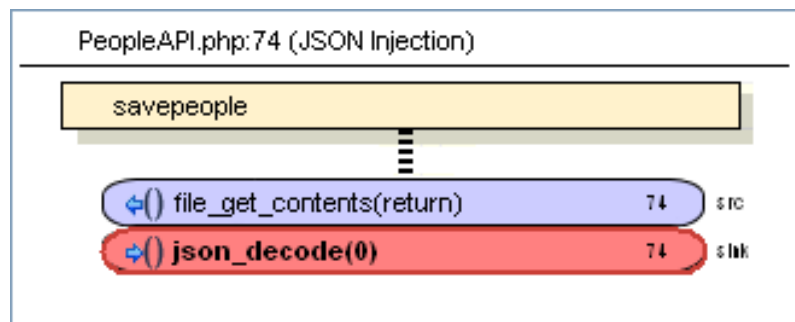 PeopleAPI.php:74 (JSON Injection)
savepeople
() file_get_contents(return) 74 src
() json_decode(0) 74 sink